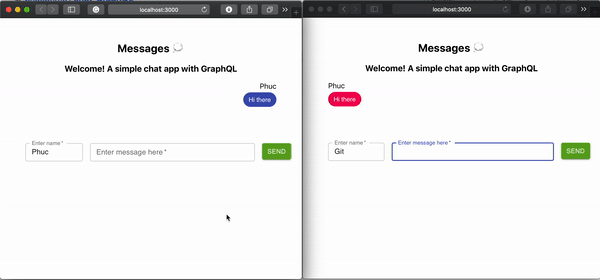 localhost:3000
Messages 💭
Welcome! A simple chat app with GraphQL
Phuc
Hi there
Enter name *
Phuc
Enter message here *
SEND
localhost:3000
Messages 💭
Welcome! A simple chat app with GraphQL
Phuc
Hi there
Enter name *
Git
Enter message here *
SEND